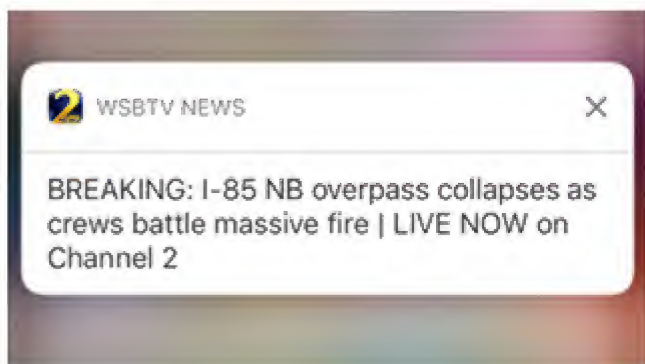 2 WSBTV NEWS
BREAKING: I-85 NB overpass collapses as
crews battle massive fire | LIVE NOW on
Channel 2